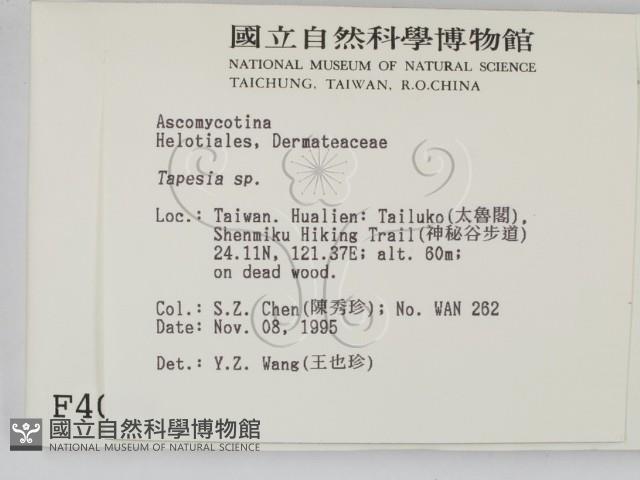 國立自然科學博物館
NATIONAL MUSEUM OF NATURAL SCIENCE
TAICHUNG, TAIWAN, R.O.CHINA
Ascomycotina
Helotiales, Dermateaceae
Tapesia sp.
Loc.: Taiwan. Hualien: Tailuko(太魯閣),
Shenmiku Hiking Trail(神秘谷步道)
24.11N, 121.37E; alt. 60m;
on dead wood.
Col.: S.Z. Chen(陳秀珍); No. WAN 262
Date: Nov. 08, 1995
Det.: Y.Z. Wang(王也珍)
F4
國立自然科學博物館
NATIONAL MUSEUM OF NATURAL SCIENCE